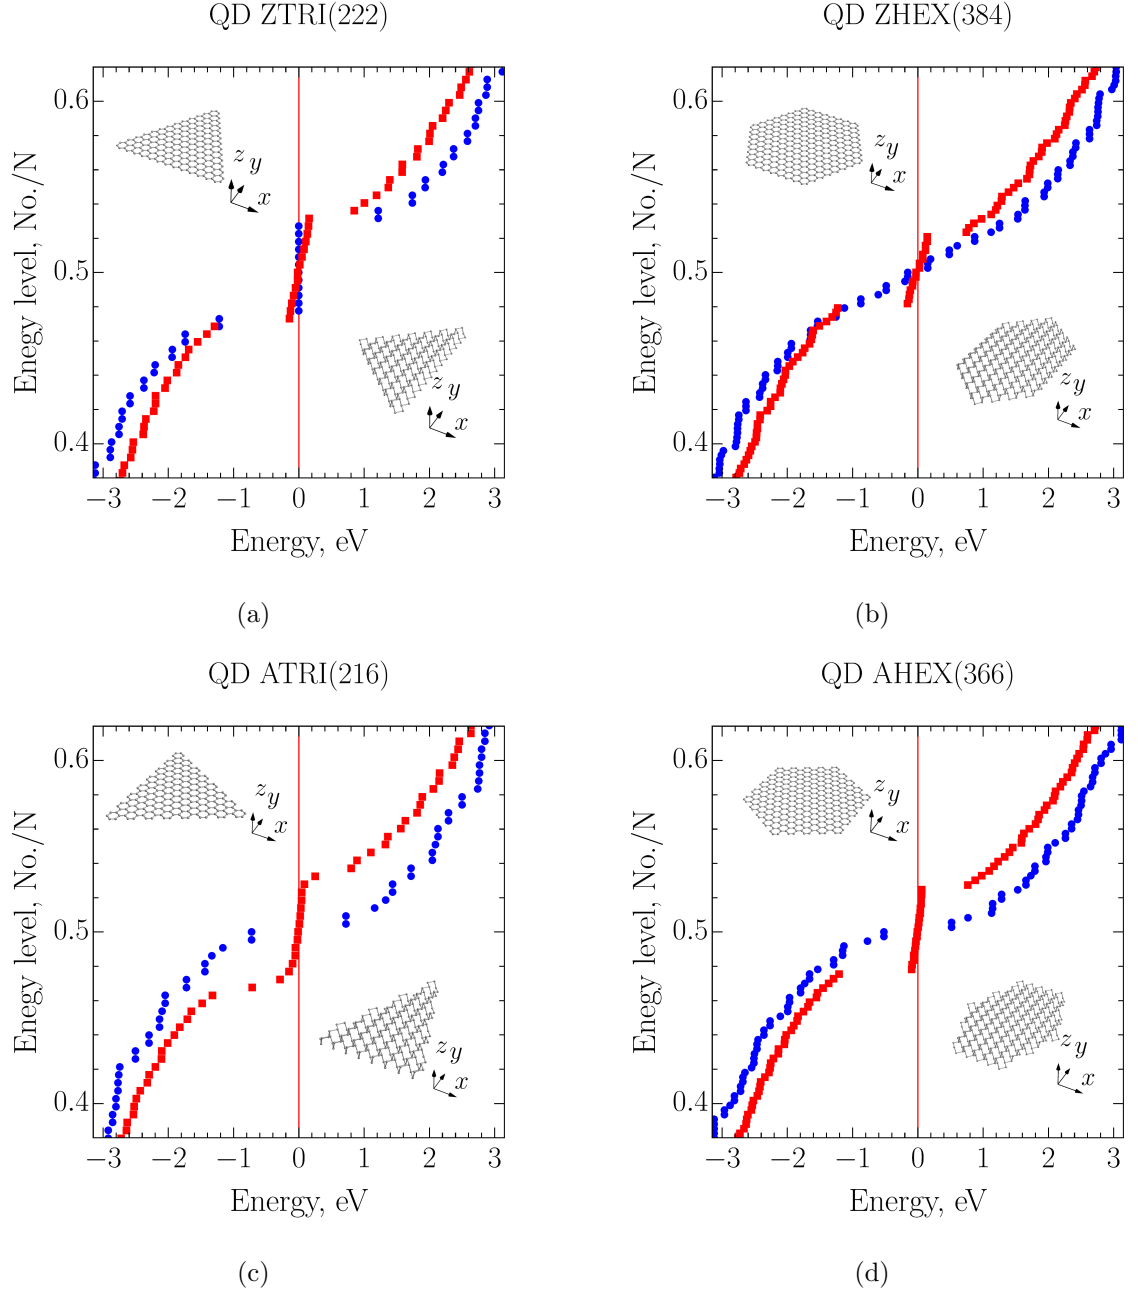 QD ZTRI(222)
Enegy level, No./N
0.6
0.5
0.4
z y
x
z y
x
−3 −2 −1 0 1 2 3
Energy, eV
(a)
QD ZHEX(384)
Enegy level, No./N
0.6
0.5
0.4
z y
x
z y
x
−3 −2 −1 0 1 2 3
Energy, eV
(b)
QD ATRI(216)
Enegy level, No./N
0.6
0.5
0.4
z y
x
z y
x
−3 −2 −1 0 1 2 3
Energy, eV
(c)
QD AHEX(366)
Enegy level, No./N
0.6
0.5
0.4
z y
x
z y
x
−3 −2 −1 0 1 2 3
Energy, eV
(d)